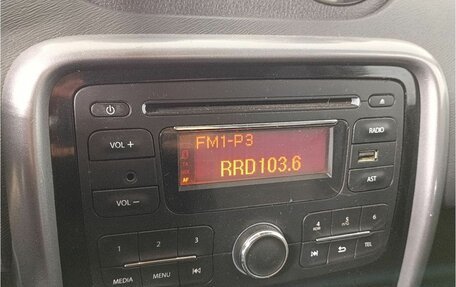 FM1-P3
RRD103.6
VOL +
RADIO
AST
VOL –
1 2 3
4 5 6
MEDIA MENU
TEL